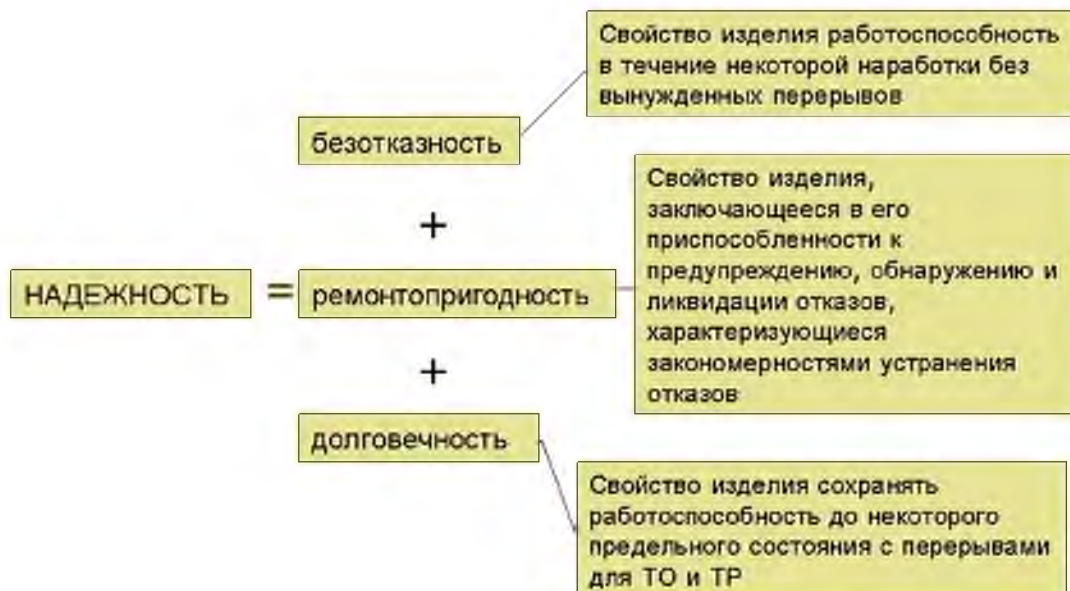 Свойство изделия работоспособность
в течение некоторой наработки без
вынужденных перерывов
безотказность
+
Свойство изделия,
заключающееся в его
приспособленности к
предупреждению, обнаружению и
ликвидации отказов,
характеризующиеся
закономерностями устранения
отказов
НАДЕЖНОСТЬ = ремонтопригодность
+
долговечность
Свойство изделия сохранять
работоспособность до некоторого
предельного состояния с перерывами
для ТО и ТР